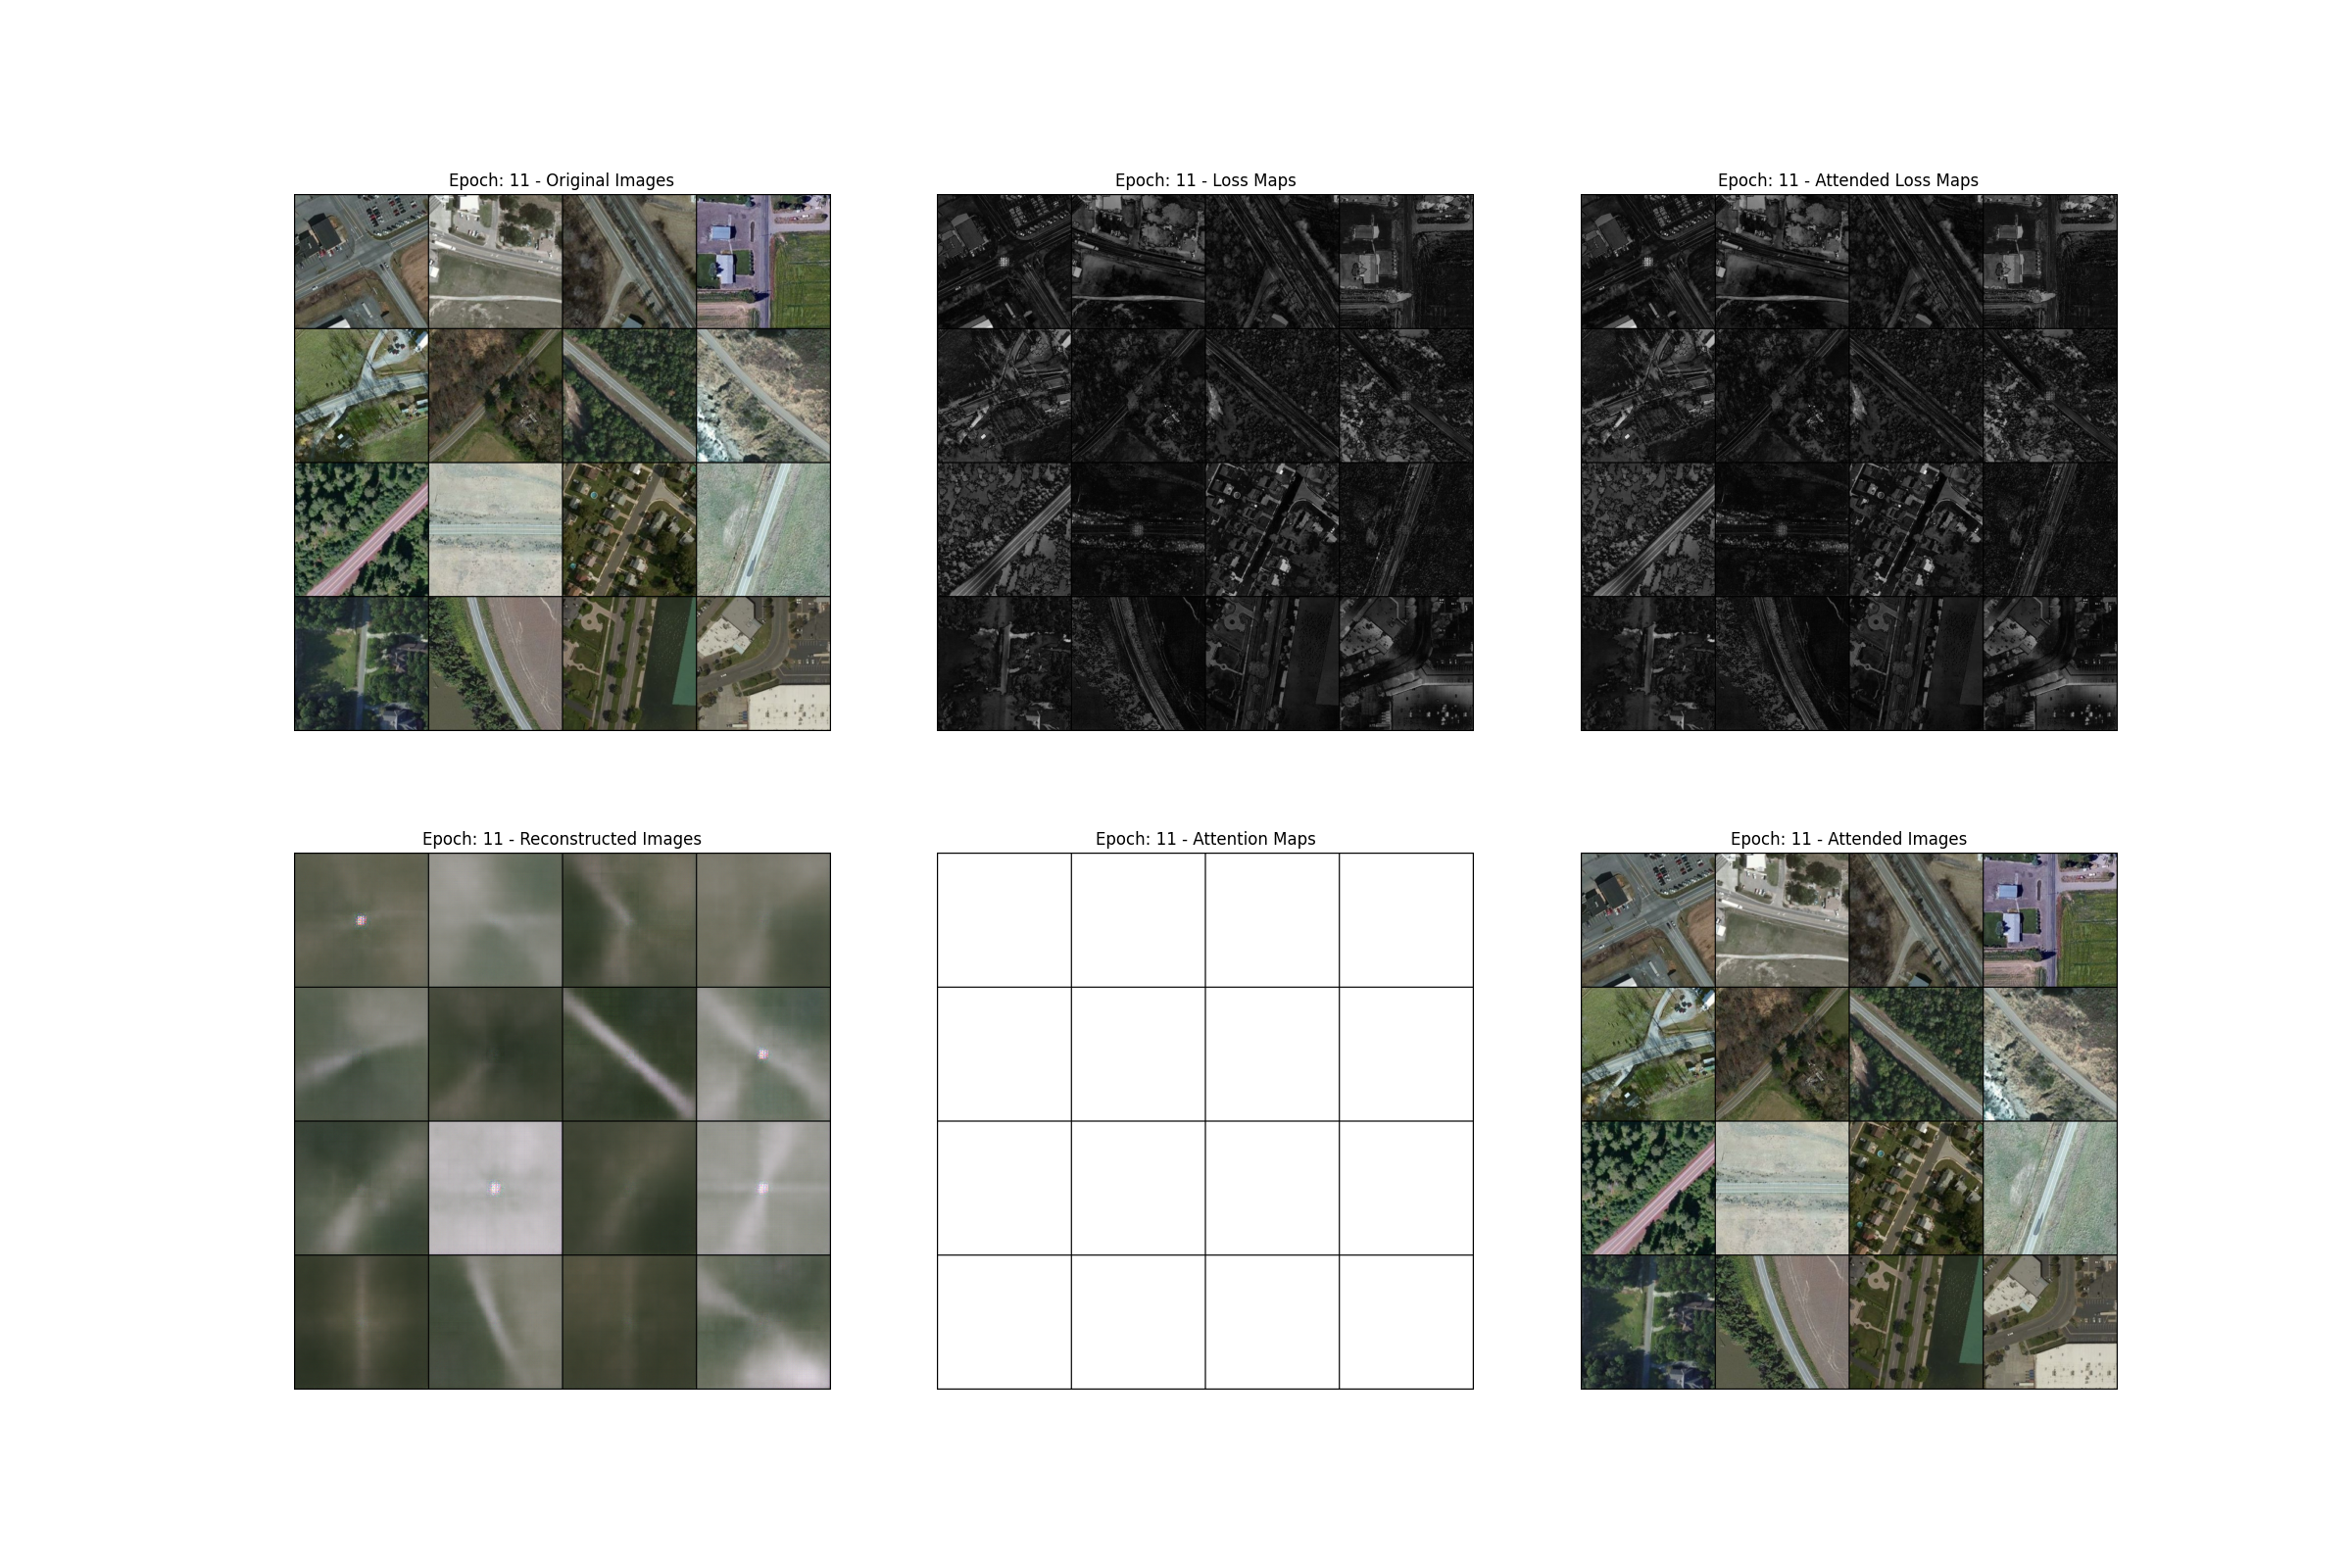 Epoch: 11 - Original Images
Epoch: 11 - Loss Maps
Epoch: 11 - Attended Loss Maps
Epoch: 11 - Reconstructed Images
Epoch: 11 - Attention Maps
Epoch: 11 - Attended Images